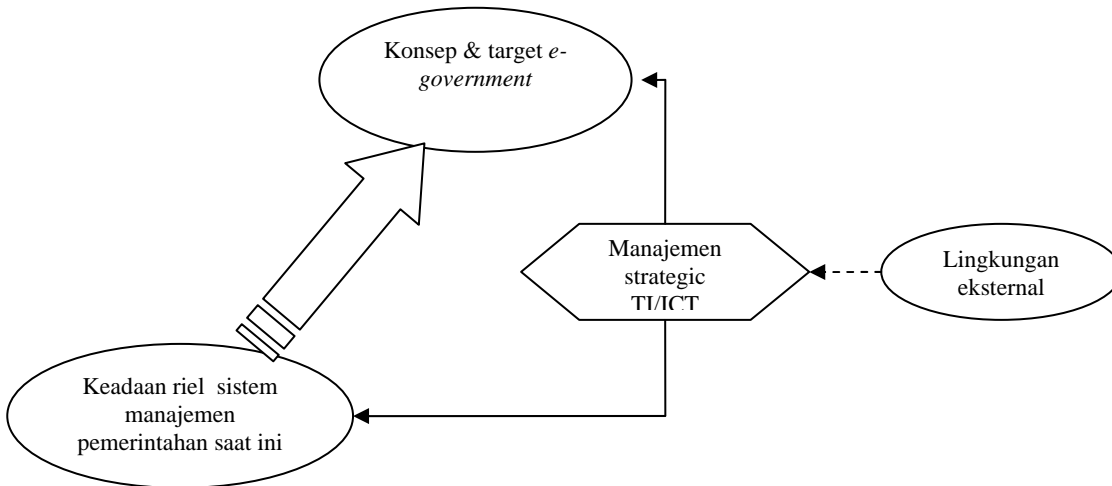 Konsep & target e-
government
Manajemen
strategic
TI/ICT
Lingkungan
eksternal
Keadaan riel sistem
manajemen
pemerintahan saat ini